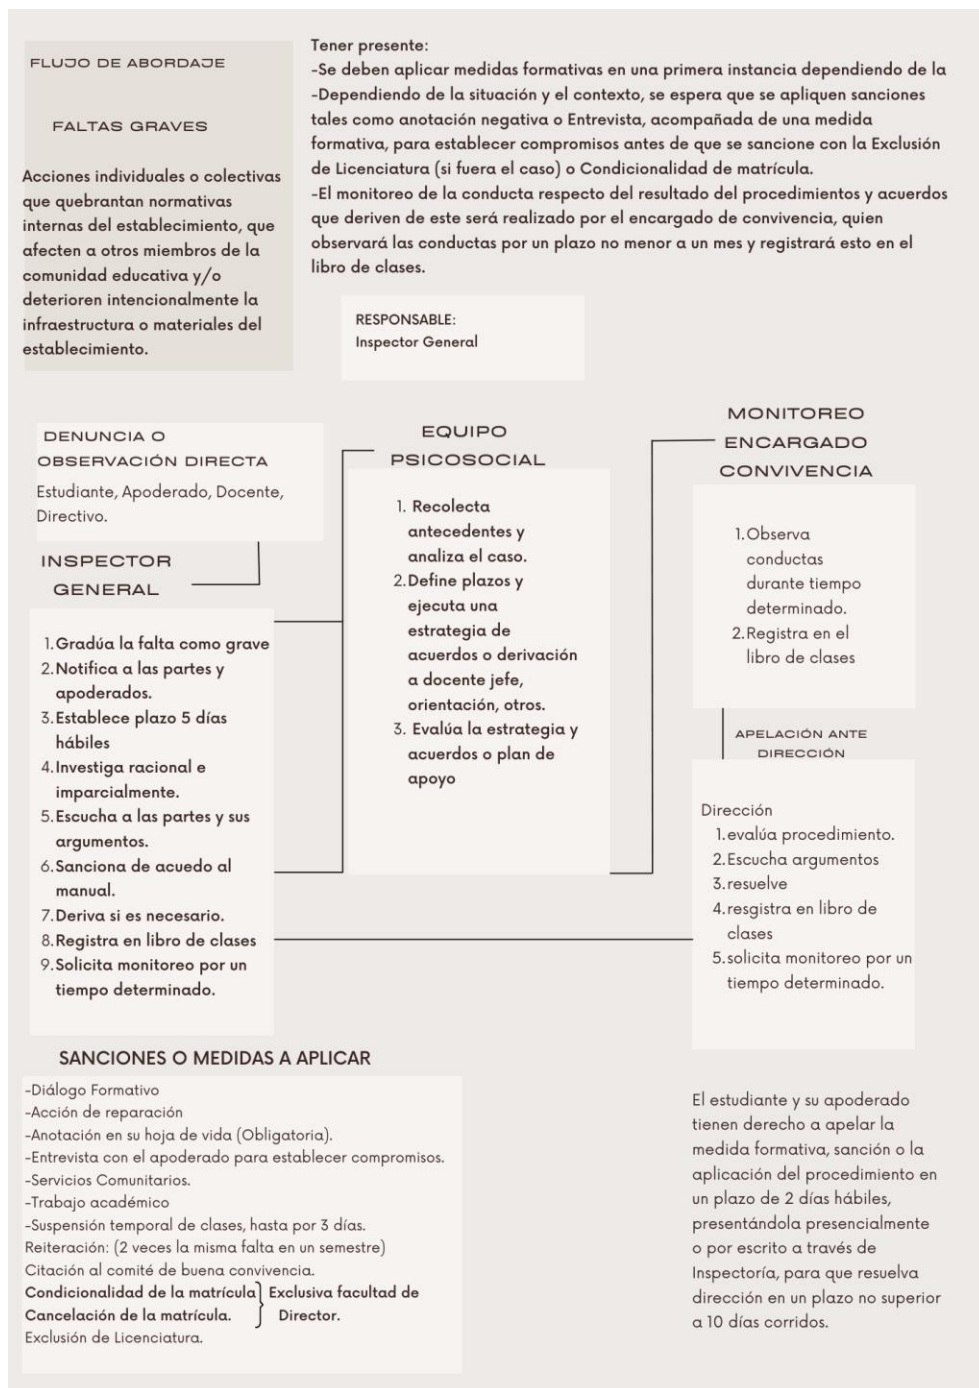 FLUJO DE ABORDAJE
FALTAS GRAVES
Acciones individuales o colectivas
que quebrantan normativas
internas del establecimiento, que
afecten a otros miembros de la
comunidad educativa y/o
deterioren intencionalmente la
infraestructura o materiales del
establecimiento.
Tener presente:
-Se deben aplicar medidas formativas en una primera instancia dependiendo de la
-Dependiendo de la situación y el contexto, se espera que se apliquen sanciones
tales como anotación negativa o Entrevista, acompañada de una medida
formativa, para establecer compromisos antes de que se sancione con la Exclusión
de Licenciatura (si fuera el caso) o Condicionalidad de matrícula.
-El monitoreo de la conducta respecto del resultado del procedimientos y acuerdos
que deriven de este será realizado por el encargado de convivencia, quien
observará las conductas por un plazo no menor a un mes y registrará esto en el
libro de clases.
RESPONSABLE:
Inspector General
DENUNCIA O
OBSERVACIÓN DIRECTA
Estudiante, Apoderado, Docente,
Directivo.
INSPECTOR
GENERAL
1. Gradúa la falta como grave
2. Notifica a las partes y
apoderados.
3. Establece plazo 5 días
hábiles
4. Investiga racional e
imparcialmente.
5. Escucha a las partes y sus
argumentos.
6. Sanciona de acuedo al
manual.
7. Deriva si es necesario.
8. Registra en libro de clases
9. Solicita monitoreo por un
tiempo determinado.
EQUIPO
PSICOSOCIAL
1. Recolecta
antecedentes y
analiza el caso.
2. Define plazos y
ejecuta una
estrategia de
acuerdos o derivación
a docente jefe,
orientación, otros.
3. Evalúa la estrategia y
acuerdos o plan de
apoyo
MONITOREO
ENCARGADO
CONVIVENCIA
1. Observa
conductas
durante tiempo
determinado.
2. Registra en el
libro de clases
APELACIÓN ANTE
DIRECCIÓN
Dirección
1. evalúa procedimiento.
2. Escucha argumentos
3. resuelve
4. resgistra en libro de
clases
5. solicita monitoreo por un
tiempo determinado.
SANCIONES O MEDIDAS A APLICAR
-Diálogo Formativo
-Acción de reparación
-Anotación en su hoja de vida (Obligatoria).
-Entrevista con el apoderado para establecer compromisos.
-Servicios Comunitarios.
-Trabajo académico
-Suspensión temporal de clases, hasta por 3 días.
Reiteración: (2 veces la misma falta en un semestre)
Citación al comité de buena convivencia.
Condicionalidad de la matrícula} Exclusiva facultad de
Cancelación de la matrícula. Director.
Exclusión de Licenciatura.
El estudiante y su apoderado
tienen derecho a apelar la
medida formativa, sanción o la
aplicación del procedimiento en
un plazo de 2 días hábiles,
presentándola presencialmente
o por escrito a través de
Inspectoría, para que resuelva
dirección en un plazo no superior
a 10 días corridos.